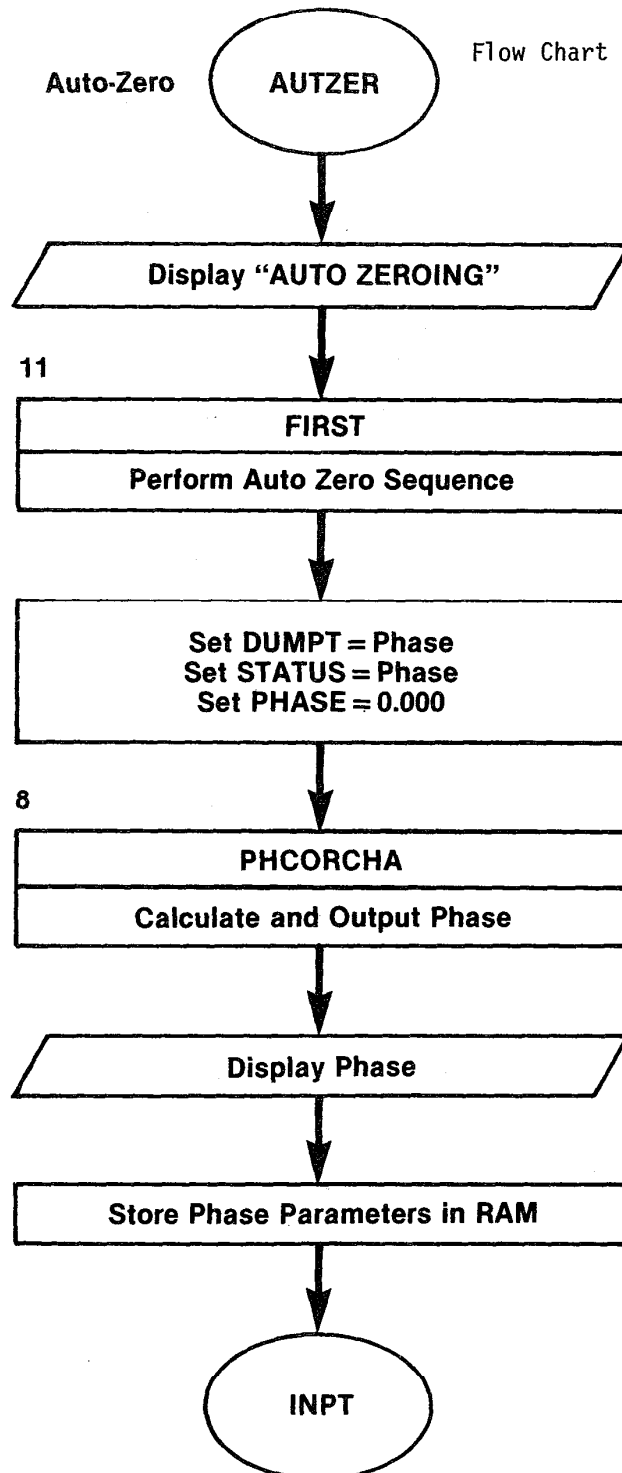 Flow Chart
Auto-Zero
AUTZER
Display “AUTO ZEROING”
11
FIRST
Perform Auto Zero Sequence
Set DUMPT = Phase
Set STATUS = Phase
Set PHASE = 0.000
8
PHCORCHA
Calculate and Output Phase
Display Phase
Store Phase Parameters in RAM
INPT